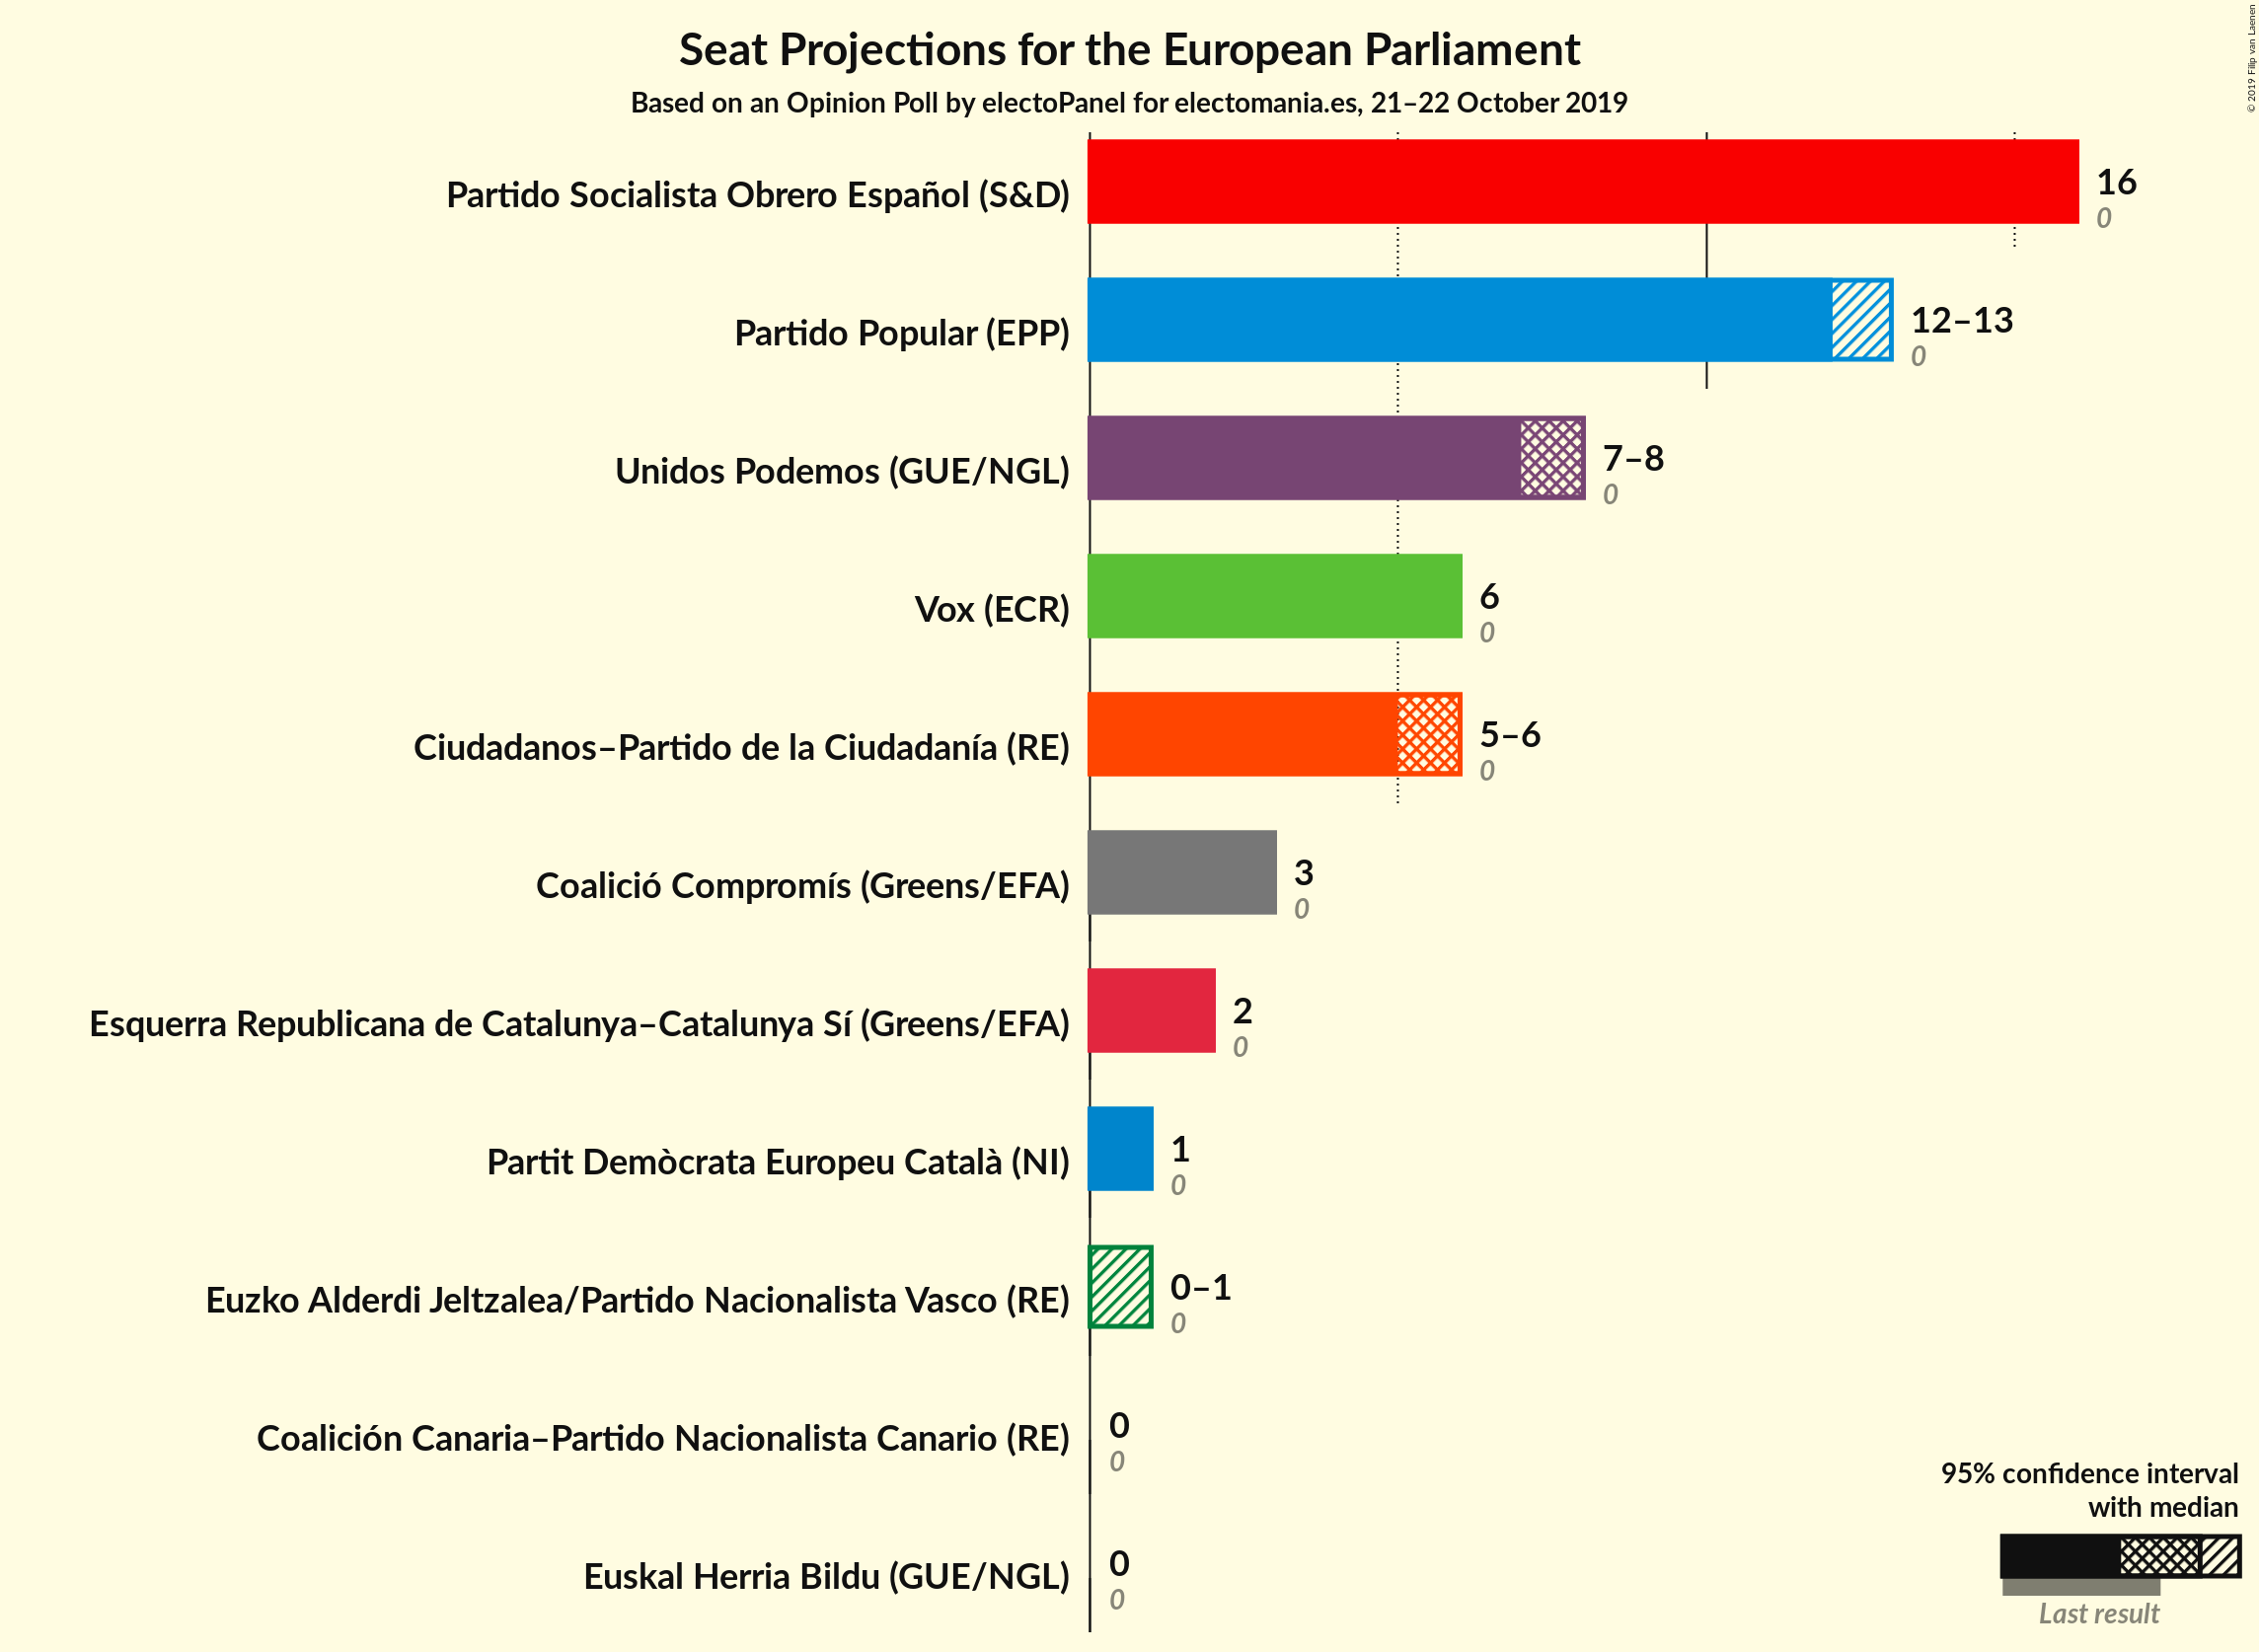 Seat Projections for the European Parliament
Based on an Opinion Poll by electoPanel for electomania.es, 21–22 October 2019
© 2019 Filip van Laenen
Partido Socialista Obrero Español (S&D)
16
0
Partido Popular (EPP)
12–13
0
Unidos Podemos (GUE/NGL)
7–8
0
Vox (ECR)
6
0
Ciudadanos–Partido de la Ciudadanía (RE)
5–6
0
Coalició Compromís (Greens/EFA)
3
0
Esquerra Republicana de Catalunya–Catalunya Sí (Greens/EFA)
2
0
Partit Demòcrata Europeu Català (NI)
1
0
Euzko Alderdi Jeltzalea/Partido Nacionalista Vasco (RE)
0–1
0
Coalición Canaria–Partido Nacionalista Canario (RE)
0
0
Euskal Herria Bildu (GUE/NGL)
0
0
95% confidence interval
with median
Last result